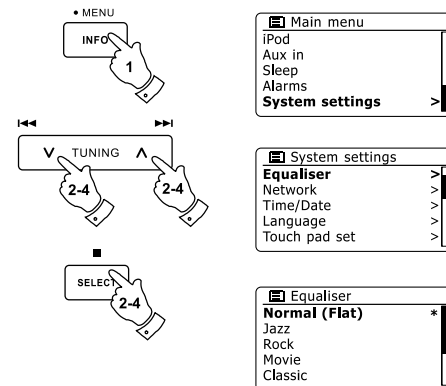 • MENU
INFO
1
Main menu
iPod
Aux in
Sleep
Alarms
System settings >
TUNING
2-4
2-4
System settings
Equaliser >
Network >
Time/Date >
Language >
Touch pad set >
SELECT
2-4
Equaliser
Normal (Flat) *
Jazz
Rock
Movie
Classic